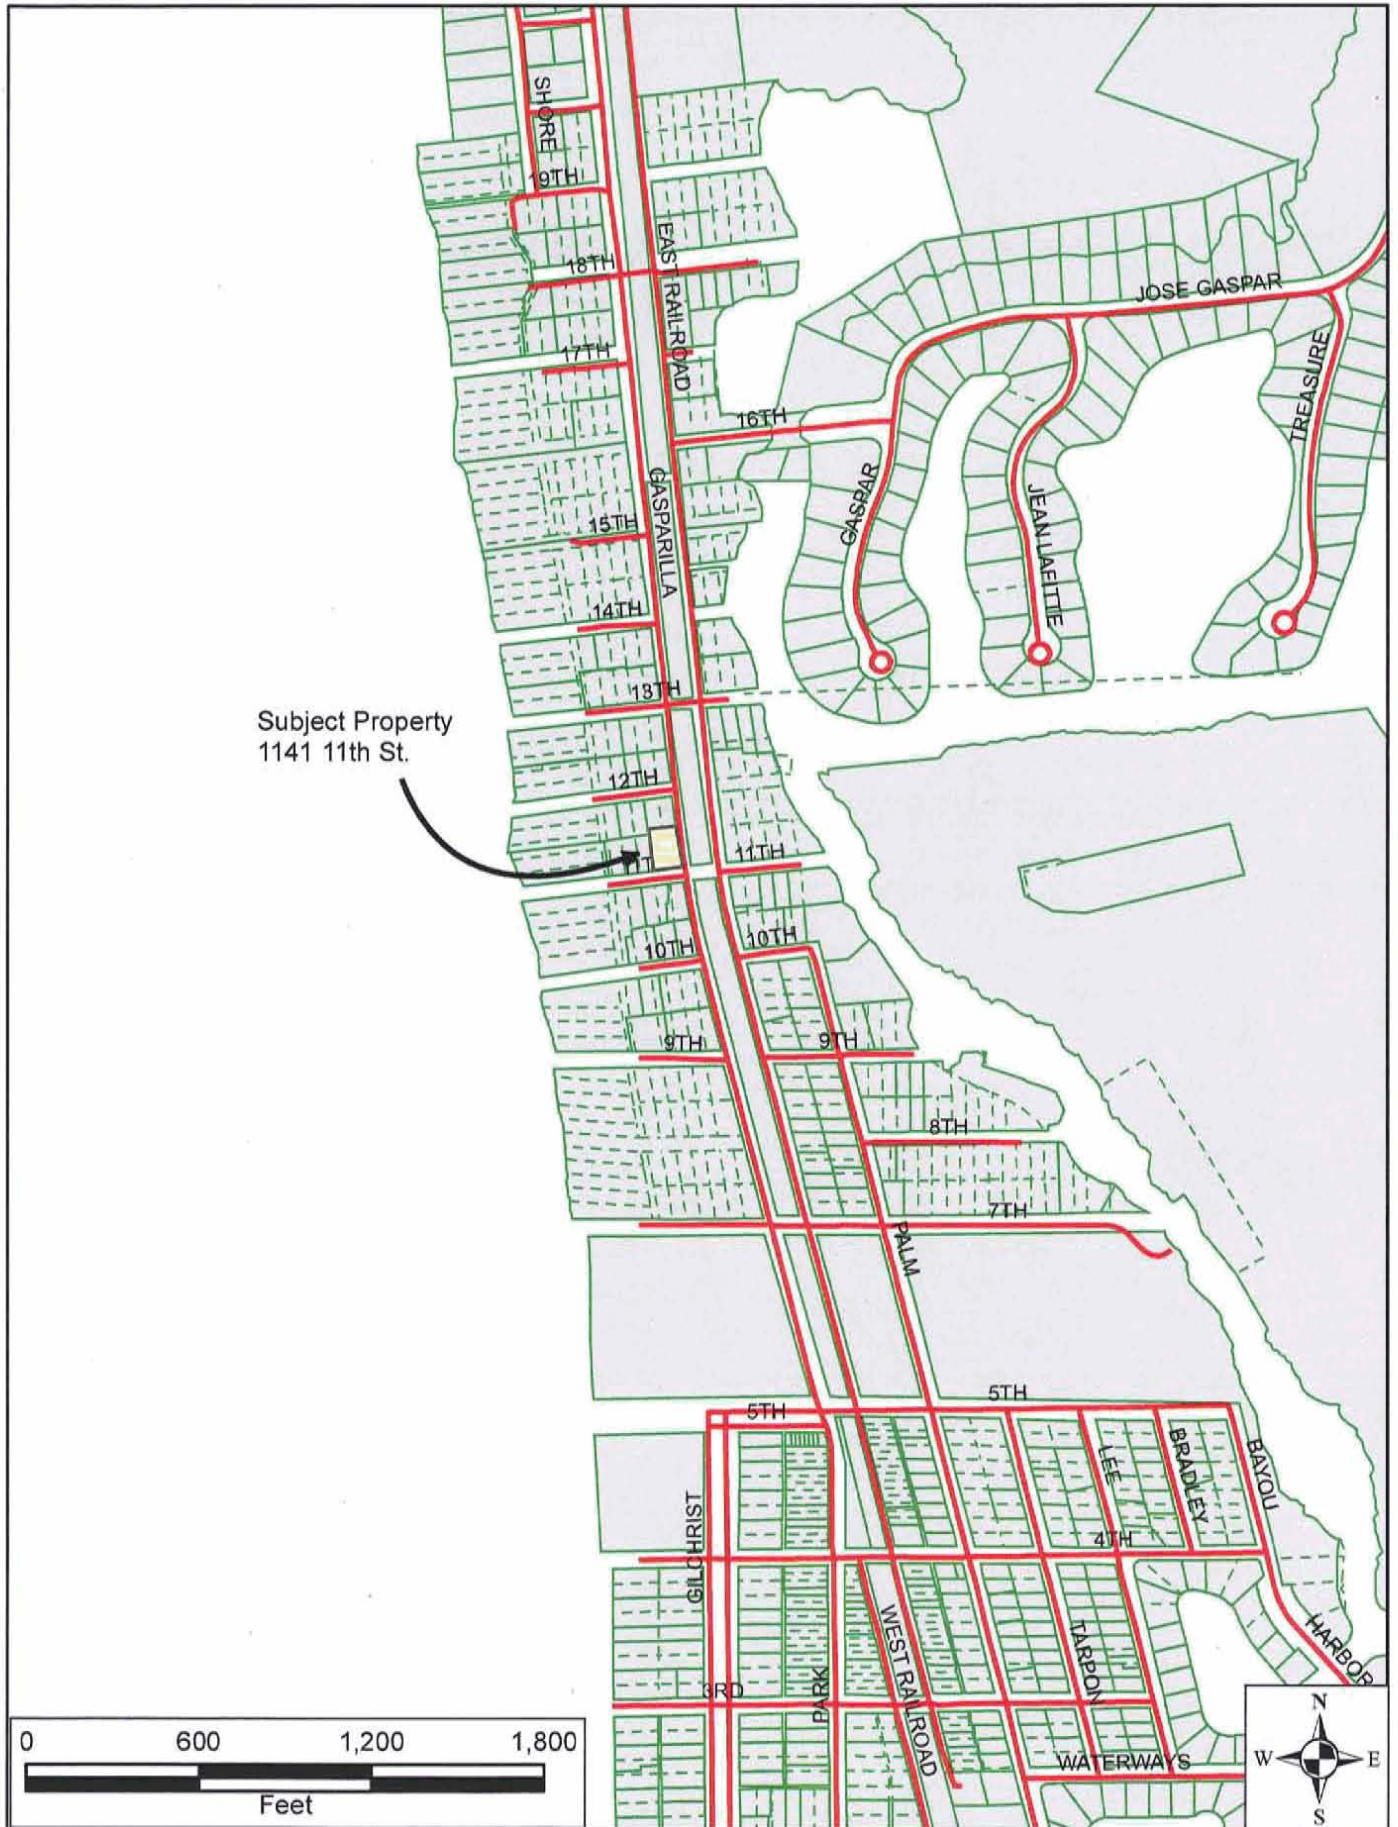 SHORE
19TH
EAST RAILROAD
18TH
JOSE GASPAR
17TH
TREASURE
16TH
GASPARILLA
GASPAR
JEAN LAFITTE
15TH
14TH
13TH
Subject Property
1141 11th St.
12TH
11TH
10TH
10TH
9TH
9TH
8TH
7TH
PALM
5TH
5TH
LEE
BRADLEY
BAYOU
GILCHRIST
4TH
WEST RAILROAD
TARPON
HARBOR
PARK
3RD
WATERWAYS
0 600 1,200 1,800
Feet
N
W E
S